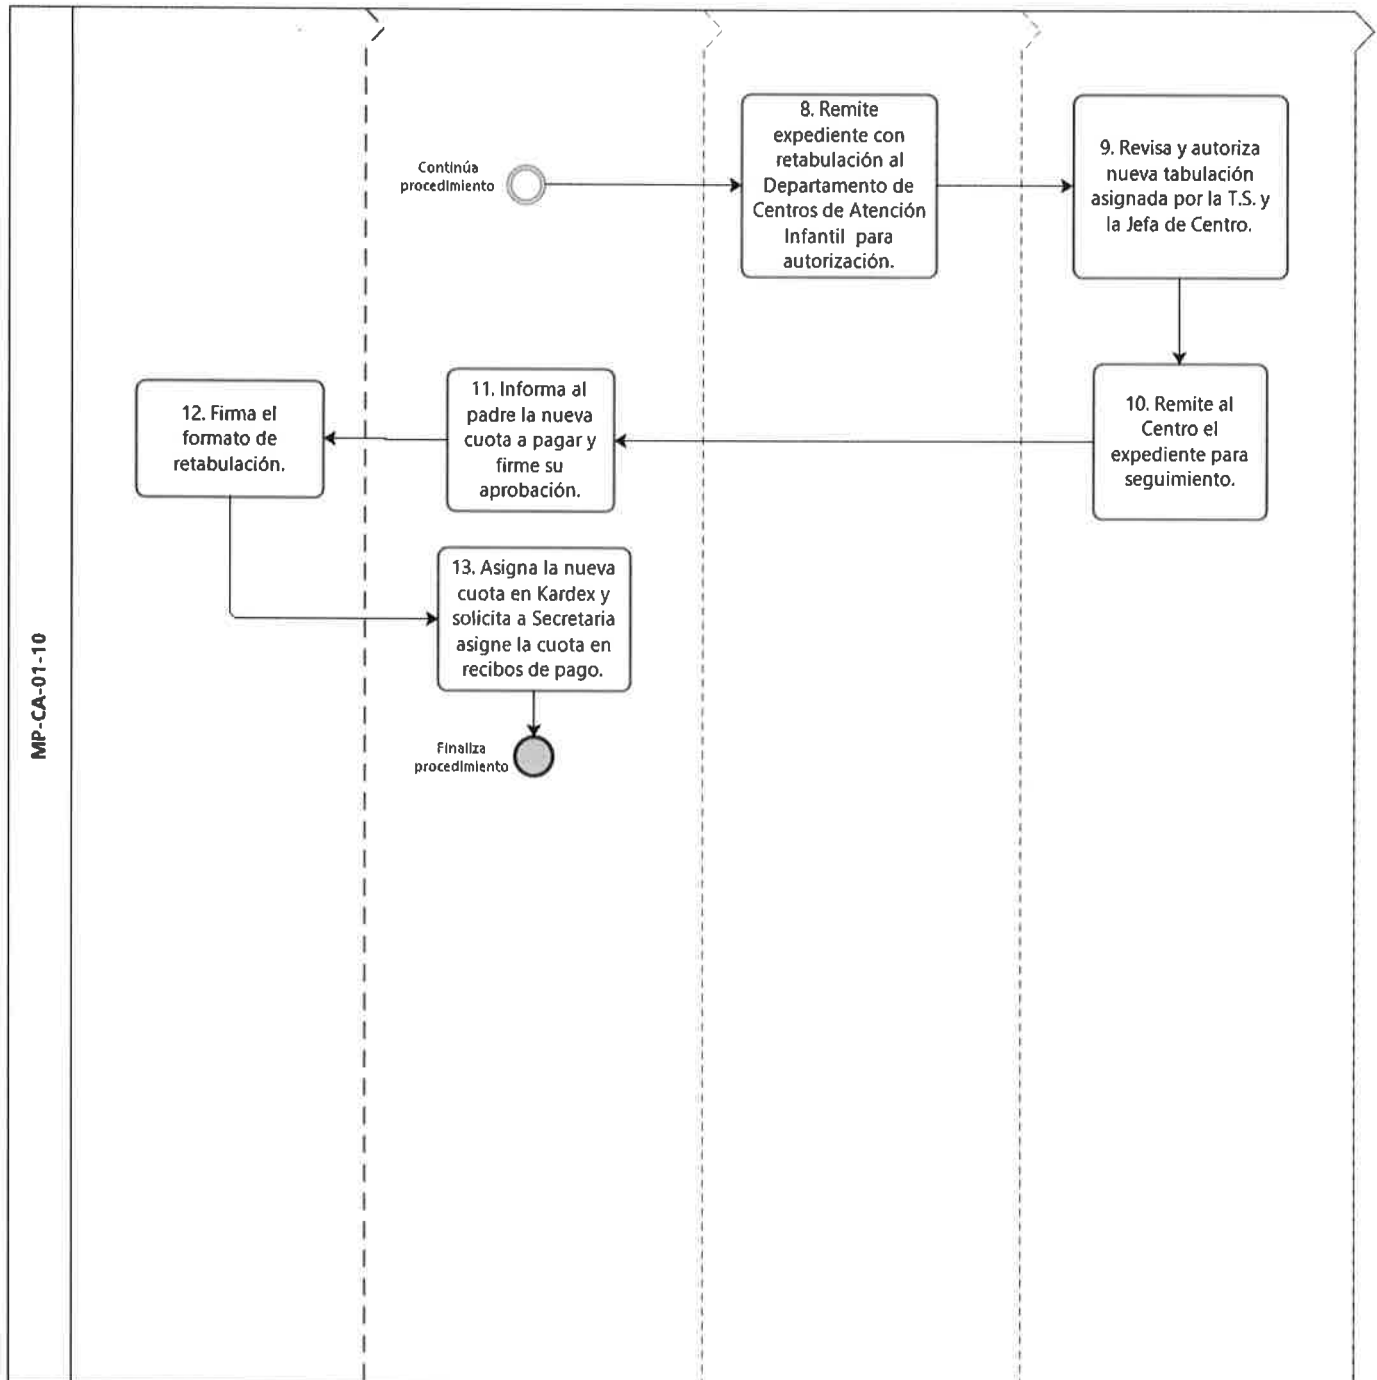 MP-CA-01-10
Continúa
procedimiento
8. Remite
expediente con
retabulación al
Departamento de
Centros de Atención
Infantil para
autorización.
9. Revisa y autoriza
nueva tabulación
asignada por la T.S. y
la Jefa de Centro.
10. Remite al
Centro el
expediente para
seguimiento.
11. Informa al
padre la nueva
cuota a pagar y
firme su
aprobación.
12. Firma el
formato de
retabulación.
13. Asigna la nueva
cuota en Kardex y
solicita a Secretaria
asigne la cuota en
recibos de pago.
Finaliza
procedimiento